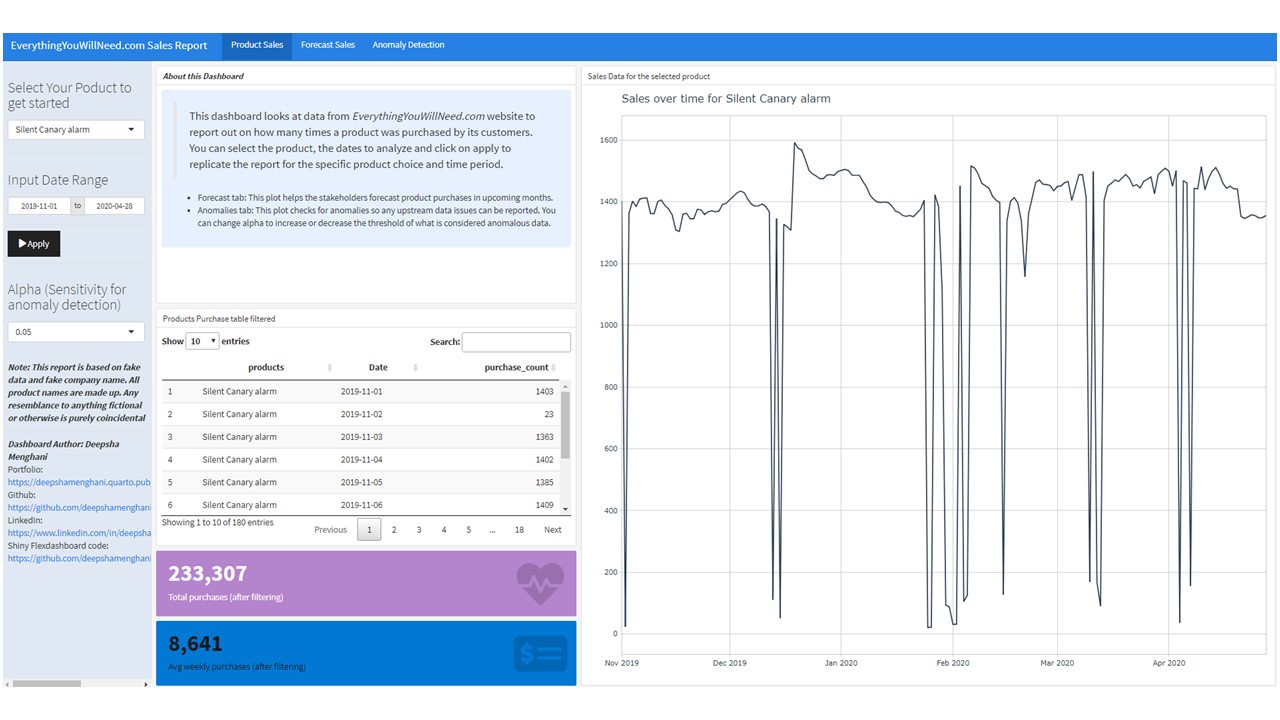 EverythingYouWillNeed.com Sales Report Product Sales Forecast Sales Anomaly Detection
Select Your Poduct to
get started
Silent Canary alarm
Input Date Range
2019-11-01 to 2020-04-28
Apply
Alpha (Sensitivity for
anomaly detection)
0.05
Note: This report is based on fake
data and fake company name. All
product names are made up. Any
resemblance to anything fictional
or otherwise is purely coincidental
Dashboard Author: Deepsha
Menghani
Portfolio:
https://deepshamenghani.quarto.pub
Github:
https://github.com/deepshamenghani
LinkedIn:
https://www.linkedin.com/in/deepsha
Shiny Flexdashboard code:
https://github.com/deepshamenghani
About this Dashboard
This dashboard looks at data from EverythingYouWillNeed.com website to
report out on how many times a product was purchased by its customers.
You can select the product, the dates to analyze and click on apply to
replicate the report for the specific product choice and time period.
• Forecast tab: This plot helps the stakeholders forecast product purchases in upcoming months.
• Anomalies tab: This plot checks for anomalies so any upstream data issues can be reported. You
can change alpha to increase or decrease the threshold of what is considered anomalous data.
Products Purchase table filtered
Show 10 entries Search:
products Date purchase_count
1 Silent Canary alarm 2019-11-01 1403
2 Silent Canary alarm 2019-11-02 23
3 Silent Canary alarm 2019-11-03 1363
4 Silent Canary alarm 2019-11-04 1402
5 Silent Canary alarm 2019-11-05 1385
6 Silent Canary alarm 2019-11-06 1409
Showing 1 to 10 of 180 entries
Previous 1 2 3 4 5 ... 18 Next
233,307
Total purchases (after filtering)
8,641
Avg weekly purchases (after filtering)
Sales Data for the selected product
Sales over time for Silent Canary alarm
1600
1400
1200
1000
800
600
400
200
0
Nov 2019 Dec 2019 Jan 2020 Feb 2020 Mar 2020 Apr 2020